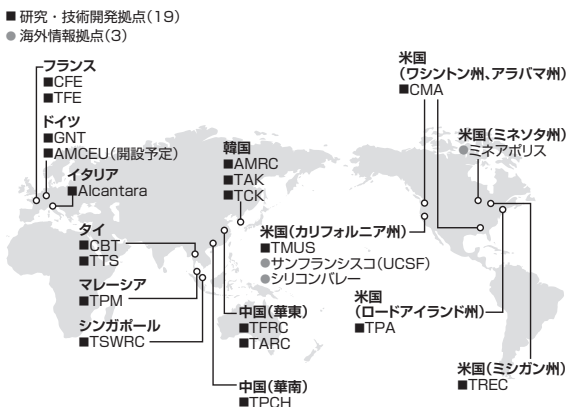 ■研究・技術開発拠点(19)
●海外情報拠点(3)
フランス
■CFE
■TFE
ドイツ
■GNT
■AMCEU(開設予定)
イタリア
■Alcantara
韓国
■AMRC
■TAK
■TCK
タイ
■CBT
■TTS
マレーシア
■TPM
シンガポール
■TSWRC
中国(華東)
■TFRC
■TARC
中国(華南)
■TPCH
米国
(ワシントン州、アラバマ州)
■CMA
米国(ミネソタ州)
●ミネアポリス
米国(カリフォルニア州)
■TMUS
●サンフランシスコ(UCSF)
●シリコンバレー
米国
(ロードアイランド州)
■TPA
米国(ミシガン州)
■TREC